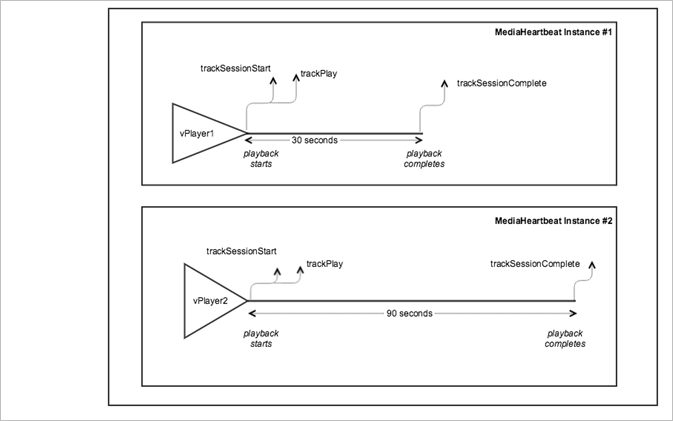 MediaHeartbeat Instance #1
trackSessionStart
trackPlay
trackSessionComplete
vPlayer1
30 seconds
playback
starts
playback
completes
MediaHeartbeat Instance #2
trackSessionStart
trackPlay
trackSessionComplete
vPlayer2
90 seconds
playback
starts
playback
completes